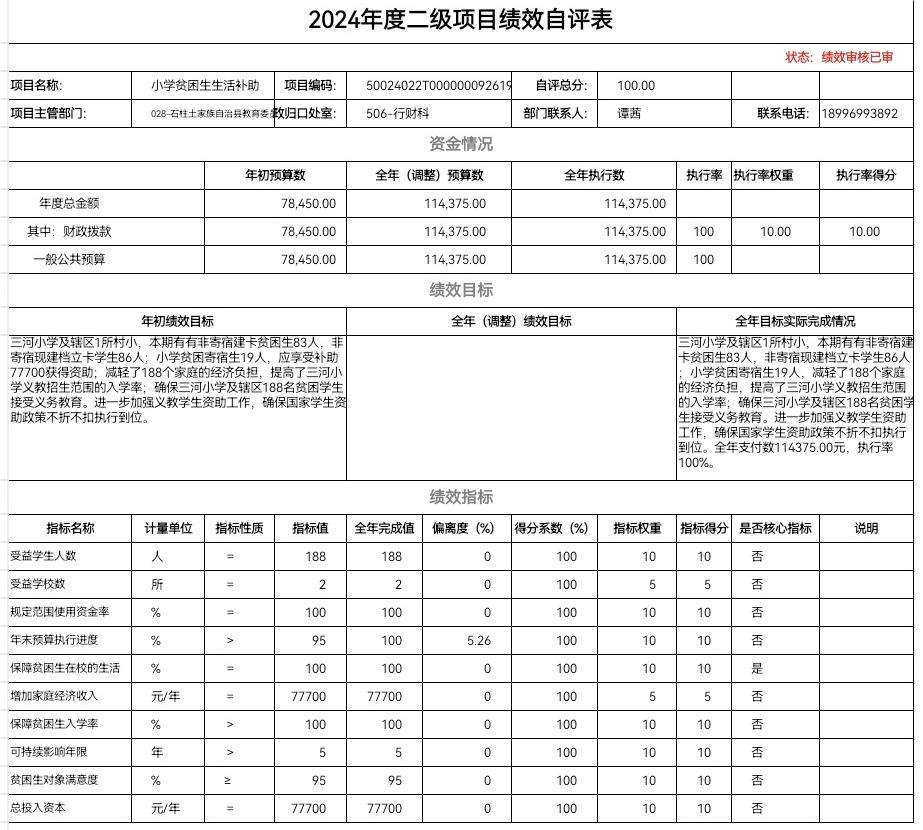 2024年度二级项目绩效自评表
状态：绩效审核已审
项目名称： 小学贫困生生活补助 项目编码： 50024022T000000092619 自评总分： 100.00
项目主管部门： 028-石柱土家族自治县教育委员 政归口处室： 506-行财科 部门联系人： 谭茜 联系电话： 18996993892
资金情况
年初预算数 全年（调整）预算数 全年执行数 执行率 执行率权重 执行率得分
年度总金额 78,450.00 114,375.00 114,375.00
其中：财政拨款 78,450.00 114,375.00 114,375.00 100 10.00 10.00
一般公共预算 78,450.00 114,375.00 114,375.00 100
绩效目标
年初绩效目标 全年（调整）绩效目标 全年目标实际完成情况
三河小学及辖区1所村小，本期有有非寄宿建卡贫困生83人，非
寄宿现建档立卡学生86人；小学贫困寄宿生19人，应享受补助
77700获得资助；减轻了188个家庭的经济负担，提高了三河小
学义教招生范围的入学率；确保三河小学及辖区188名贫困学生
接受义务教育。进一步加强义教学生资助工作，确保国家学生资
助政策不折不扣执行到位。
三河小学及辖区1所村小，本期有有非寄宿建
卡贫困生83人，非寄宿现建档立卡学生86人
；小学贫困寄宿生19人，减轻了188个家庭
的经济负担，提高了三河小学义教招生范围
的入学率；确保三河小学及辖区188名贫困学
生接受义务教育。进一步加强义教学生资助
工作，确保国家学生资助政策不折不扣执行
到位。全年支付数114375.00元，执行率
100%。
绩效指标
指标名称 计量单位 指标性质 指标值 全年完成值 偏离度（%） 得分系数（%） 指标权重 指标得分 是否核心指标 说明
受益学生人数 人 ＝ 188 188 0 100 10 10 否
受益学校数 所 ＝ 2 2 0 100 5 5 否
规定范围使用资金率 % ＝ 100 100 0 100 10 10 否
年末预算执行进度 % ＞ 95 100 5.26 100 10 10 否
保障贫困生在校的生活 % ＝ 100 100 0 100 10 10 是
增加家庭经济收入 元/年 ＝ 77700 77700 0 100 5 5 否
保障贫困生入学率 % ＞ 100 100 0 100 10 10 否
可持续影响年限 年 ＞ 5 5 0 100 10 10 否
贫困生对象满意度 % ≥ 95 95 0 100 10 10 否
总投入资本 元/年 ＝ 77700 77700 0 100 10 10 否